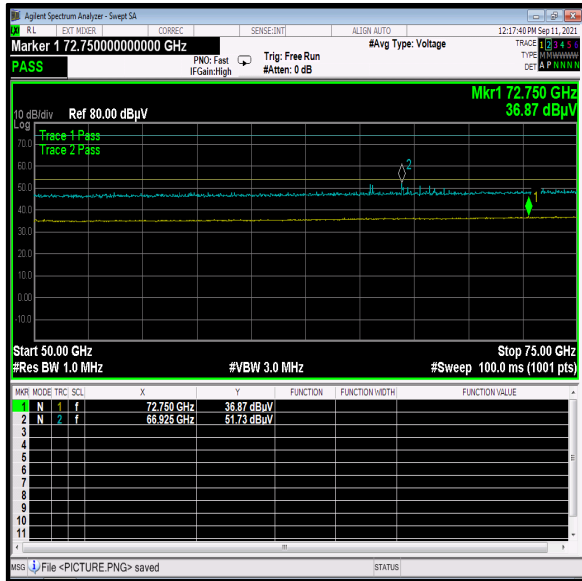 Agilent Spectrum Analyzer - Swept SA
RL EXT MIXER CORREC SENSE:INT ALIGN AUTO 12:17:40 PM Sep 11, 2021
Marker 1 72.750000000000 GHz #Avg Type: Voltage TRACE 1 2 3 4 5 6
PNO: Fast Trig: Free Run TYPE M M W W W W
PASS IFGain:High #Atten: 0 dB DET A P N N N N
Mkr1 72.750 GHz
10 dB/div Ref 80.00 dBµV 36.87 dBµV
Log
Trace 1 Pass
70.0
Trace 2 Pass
60.0
2
50.0
1
40.0
30.0
20.0
10.0
0.00
-10.0
Start 50.00 GHz Stop 75.00 GHz
#Res BW 1.0 MHz #VBW 3.0 MHz #Sweep 100.0 ms (1001 pts)
MKR MODE TRC SCL X Y FUNCTION FUNCTION WIDTH FUNCTION VALUE
1 N 1 f 72.750 GHz 36.87 dBµV
2 N 2 f 66.925 GHz 51.73 dBµV
3
4
5
6
7
8
9
10
11
MSG File <PICTURE.PNG> saved STATUS